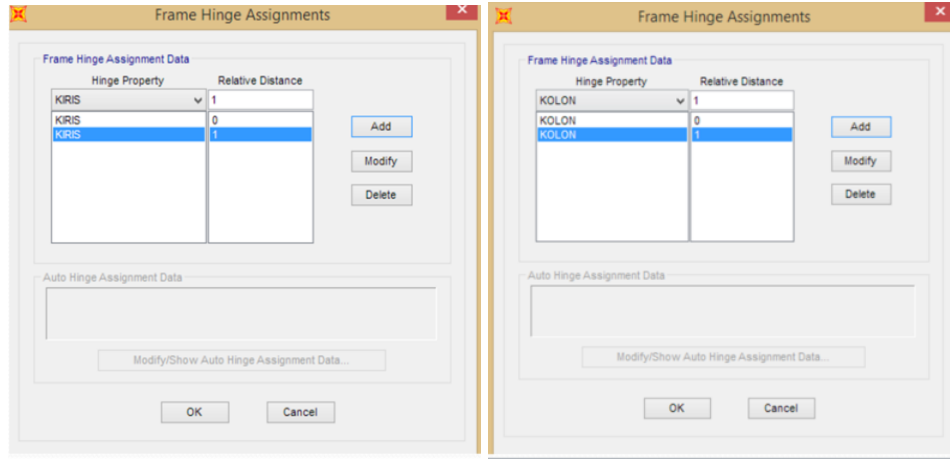 Frame Hinge Assignments
Frame Hinge Assignment Data
Hinge Property Relative Distance
KIRIS 1
KIRIS 0
KIRIS 1
Add
Modify
Delete
Auto Hinge Assignment Data
Modify/Show Auto Hinge Assignment Data...
OK Cancel
Frame Hinge Assignments
Frame Hinge Assignment Data
Hinge Property Relative Distance
KOLON 1
KOLON 0
KOLON 1
Add
Modify
Delete
Auto Hinge Assignment Data
Modify/Show Auto Hinge Assignment Data...
OK Cancel